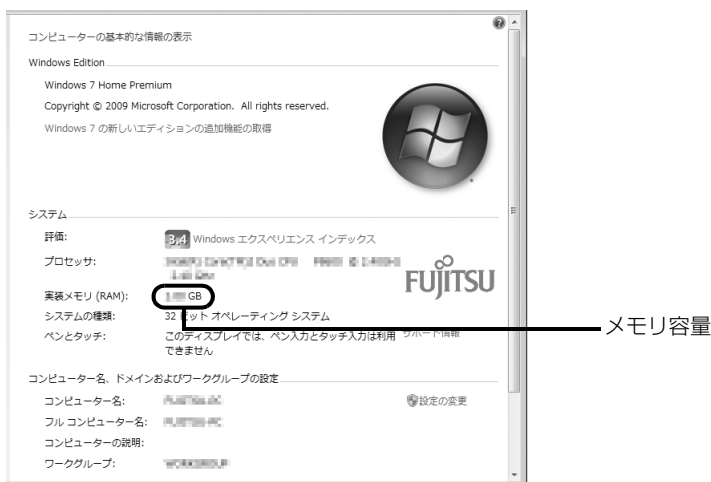 コンピューターの基本的な情報の表示
Windows Edition
Windows 7 Home Premium
Copyright © 2009 Microsoft Corporation. All rights reserved.
Windows 7 の新しいエディションの追加機能の取得
システム
評価:
3.4 Windows エクスペリエンス インデックス
プロセッサ:
FUJITSU
実装メモリ (RAM):
GB
システムの種類:
32 ビット オペレーティング システム
サポート情報
メモリ容量
ペンとタッチ:
このディスプレイでは、ペン入力とタッチ入力は利用
できません
コンピューター名、ドメインおよびワークグループの設定
コンピューター名:
設定の変更
フル コンピューター名:
コンピューターの説明:
ワークグループ:
WORKGROUP